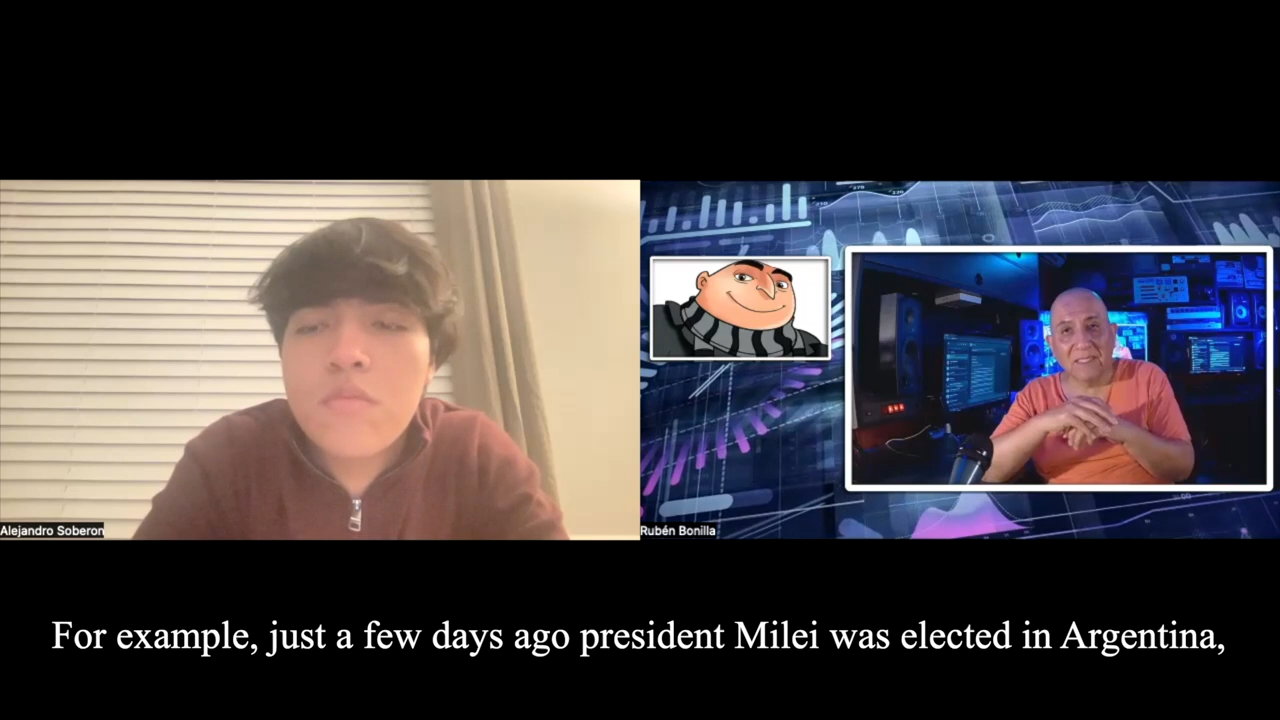 Alejandro Soberon
Rubén Bonilla
For example, just a few days ago president Milei was elected in Argentina,